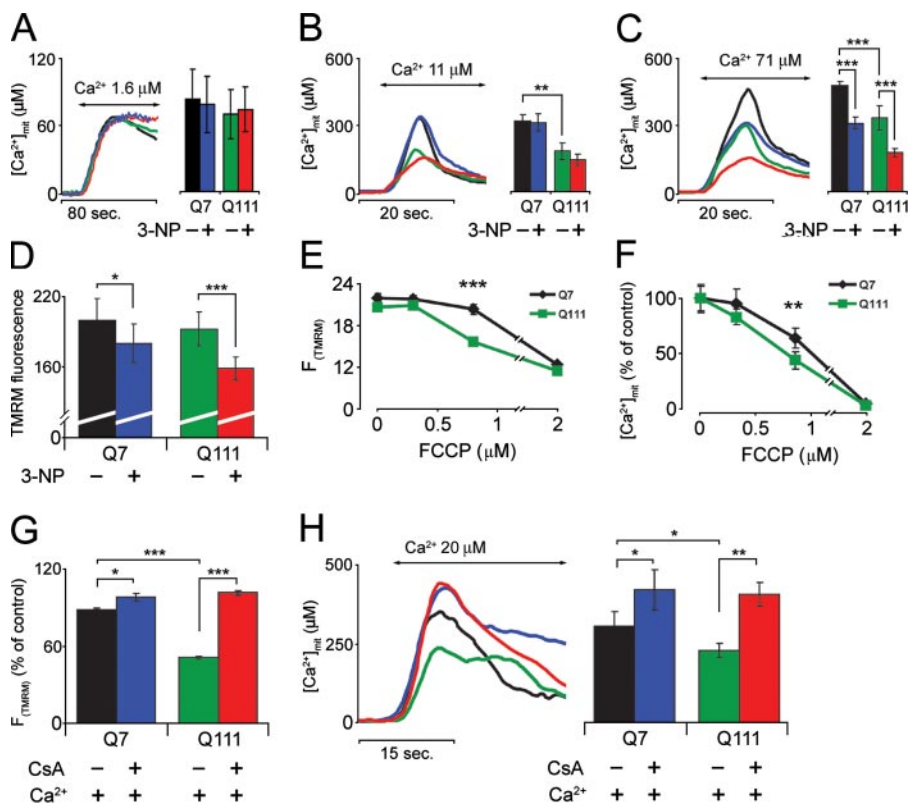 A
[Ca²⁺]mit (μM)
120
60
0
Ca²⁺ 1.6 μM
80 sec.
Q7 Q111
3-NP – + – +
B
600
300
0
Ca²⁺ 11 μM
**
20 sec.
Q7 Q111
3-NP – + – +
C
600
300
0
Ca²⁺ 71 μM
***
*** ***
20 sec.
Q7 Q111
3-NP – + – +
D
TMRM fluorescence
220
160
0
* ***
Q7 Q111
3-NP – + – +
E
F(TMRM)
24
18
12
0
***
Q7
Q111
0 0.5 1 2
FCCP (μM)
F
[Ca²⁺]mit (% of control)
100
50
0
**
Q7
Q111
0 0.5 1 2
FCCP (μM)
G
F(TMRM) (% of control)
120
60
0
***
* ***
Q7 Q111
CsA – + – +
Ca²⁺ + + + +
H
[Ca²⁺]mit (μM)
500
250
0
Ca²⁺ 20 μM
15 sec.
*
* **
Q7 Q111
CsA – + – +
Ca²⁺ + + + +